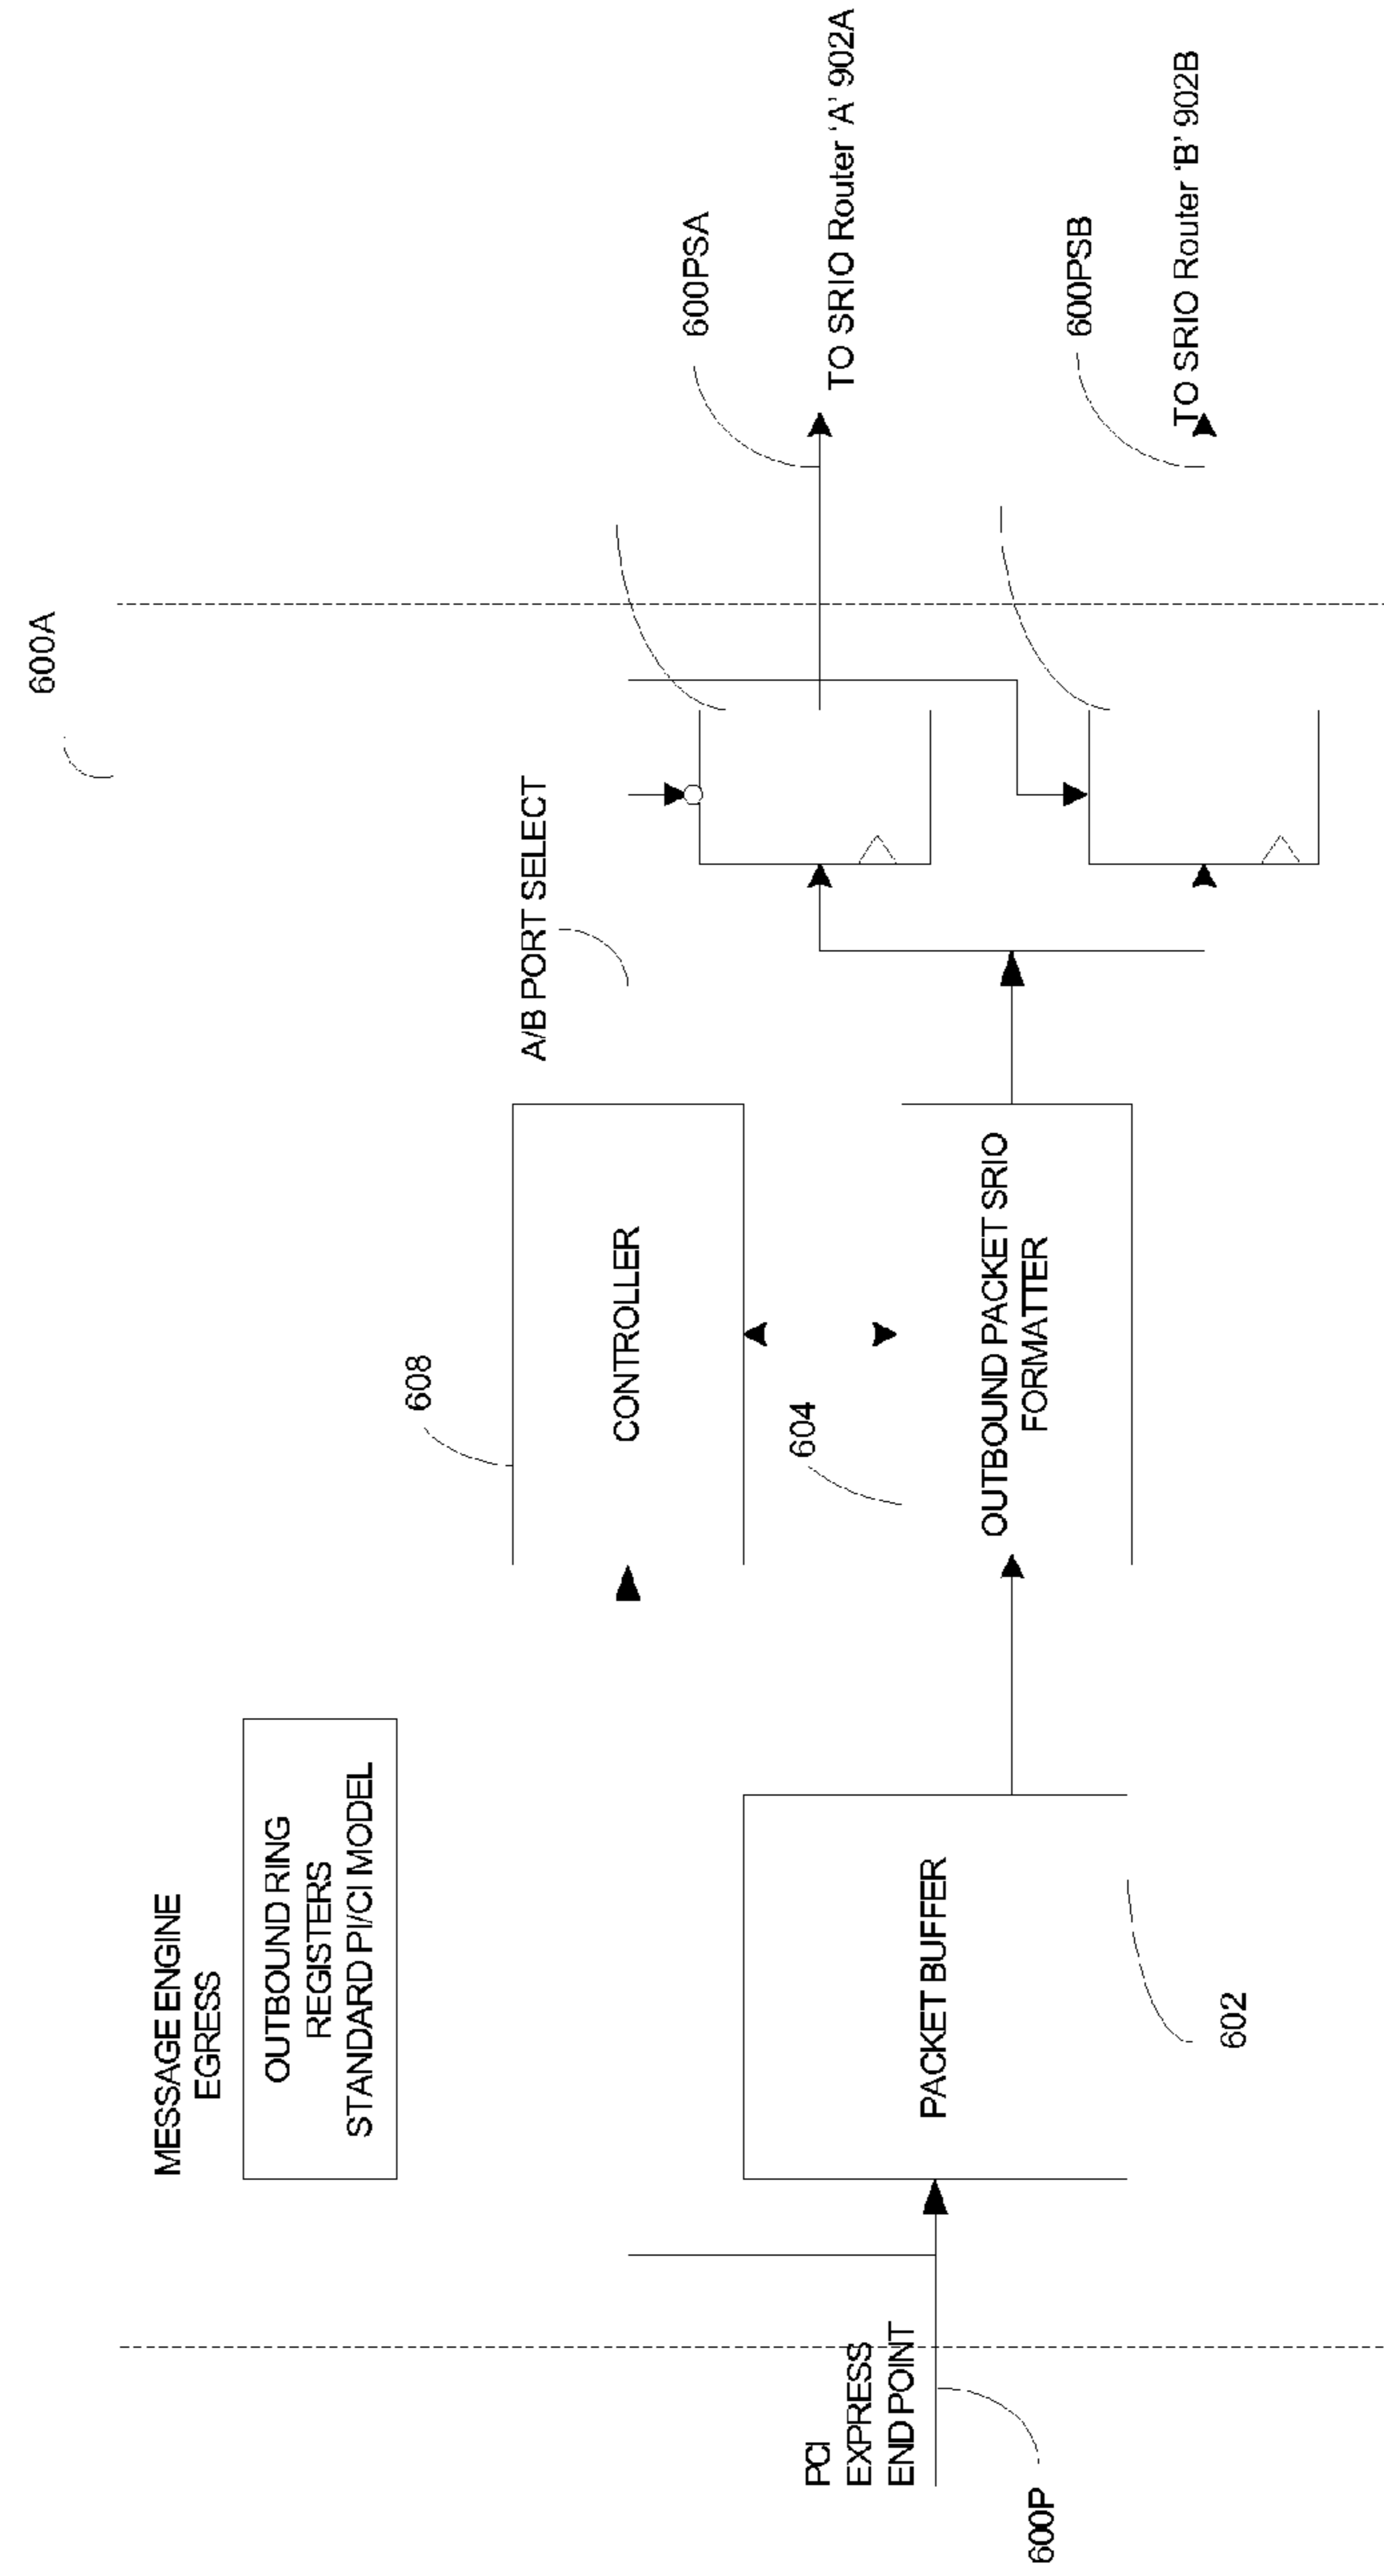 600A
MESSAGE ENGINE
EGRESS
OUTBOUND RING
REGISTERS
STANDARD PI/CI MODEL
608
CONTROLLER
A/B PORT SELECT
600PSA
TO SRIO Router 'A' 902A
PCI
EXPRESS
END POINT
600P
PACKET BUFFER
602
604
OUTBOUND PACKET SRIO
FORMATTER
600PSB
TO SRIO Router 'B' 902B